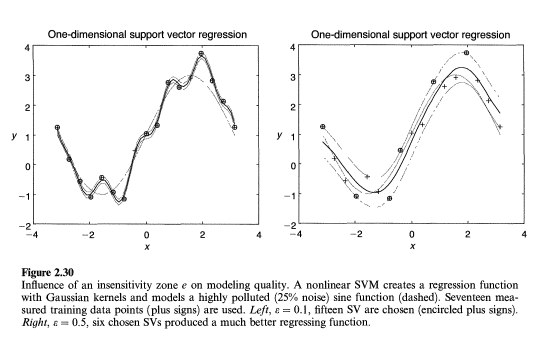 One-dimensional support vector regression
4
3
2
y
1
0
−1
−2
−4
−2
0
2
4
x
One-dimensional support vector regression
4
3
2
y
1
0
−1
−2
−4
−2
0
2
4
x
Figure 2.30
Influence of an insensitivity zone e on modeling quality. A nonlinear SVM creates a regression function
with Gaussian kernels and models a highly polluted (25% noise) sine function (dashed). Seventeen mea-
sured training data points (plus signs) are used. Left, ε = 0.1, fifteen SV are chosen (encircled plus signs).
Right, ε = 0.5, six chosen SVs produced a much better regressing function.